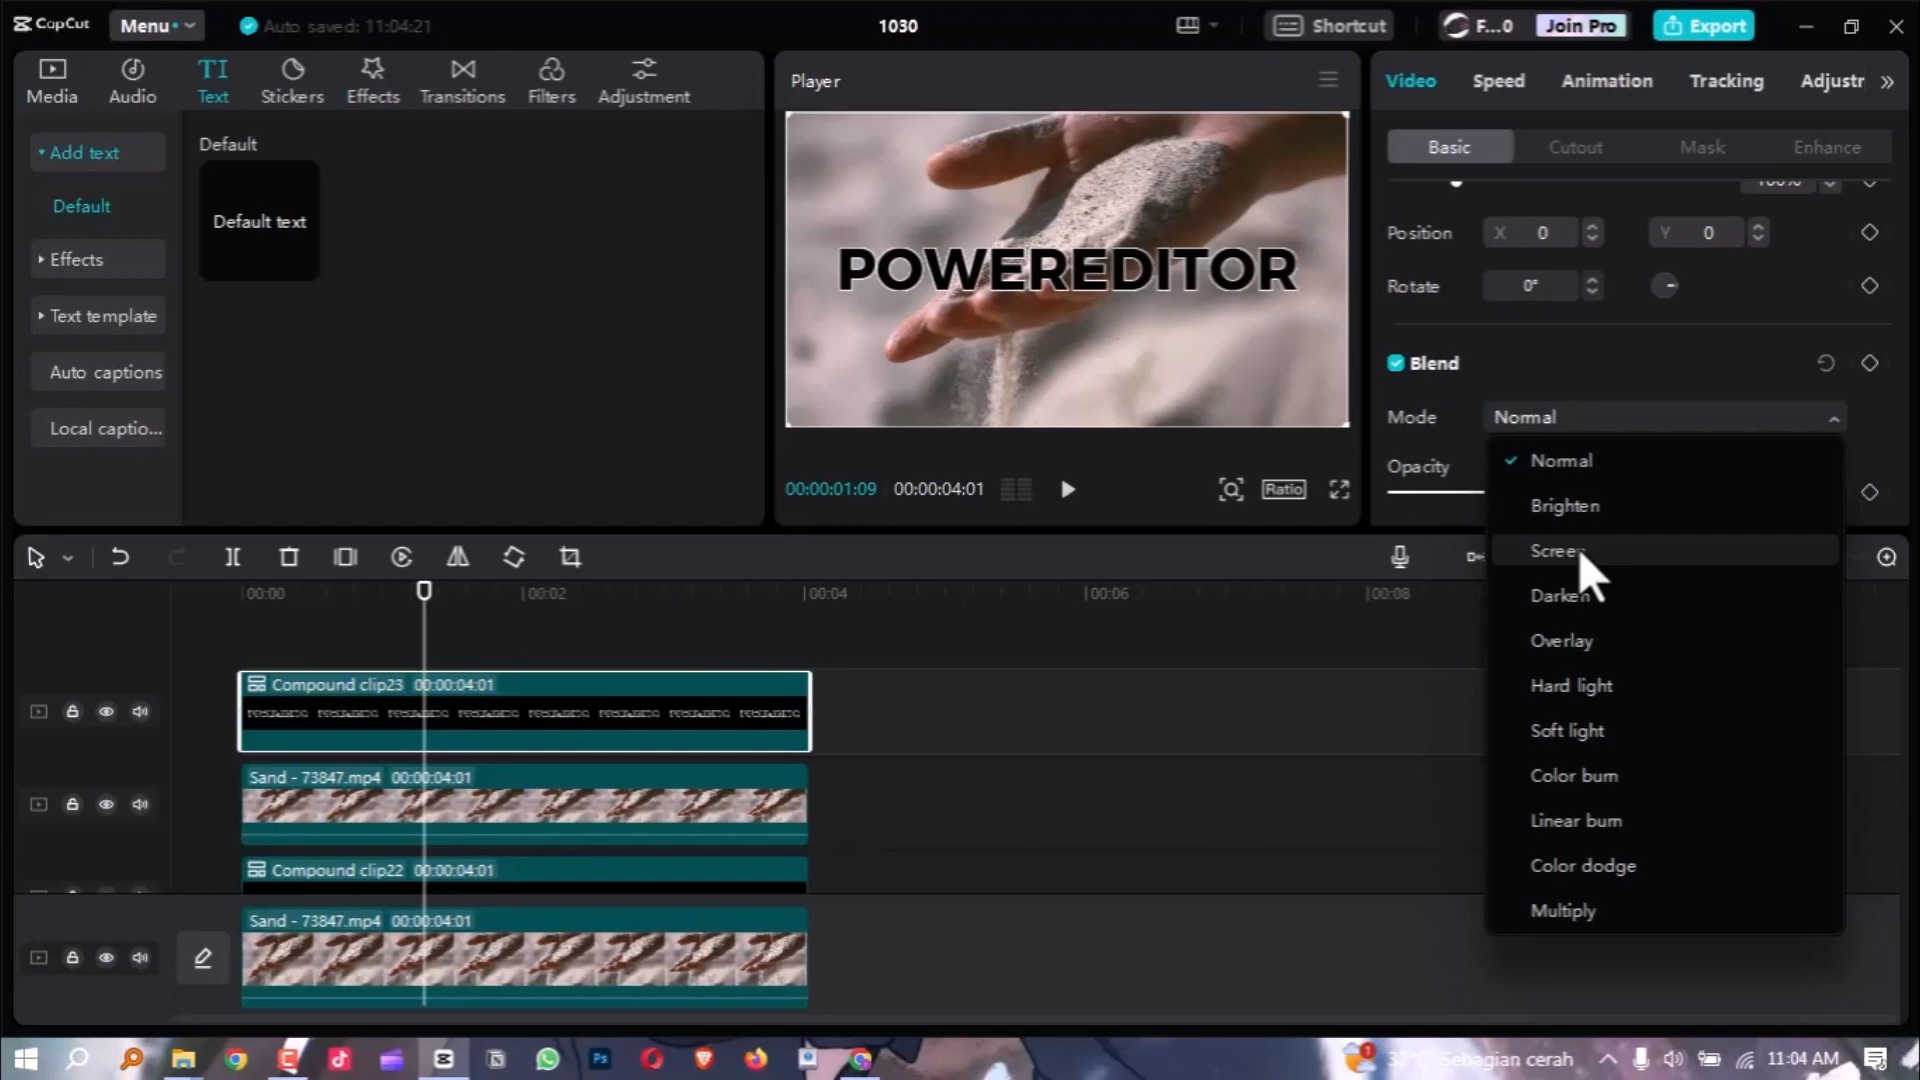 CapCut
Menu
Auto saved: 11:04:21
1030
Shortcut
F...0
Join Pro
Export
Media
Audio
TI
Text
Stickers
Effects
Transitions
Filters
Adjustment
Add text
Default
Effects
Text template
Auto captions
Local captio...
Default
Default text
Player
POWEREDITOR
00:00:01:09
00:00:04:01
Ratio
Video
Speed
Animation
Tracking
Adjustr
Basic
Cutout
Mask
Enhance
100%
Position
X 0
Y 0
Rotate
0°
Blend
Mode
Normal
Opacity
Normal
Brighten
Screen
Darken
Overlay
Hard light
Soft light
Color burn
Linear burn
Color dodge
Multiply
00:00
00:02
00:04
00:06
00:08
Compound clip23 00:00:04:01
Sand - 73847.mp4 00:00:04:01
Compound clip22 00:00:04:01
Sand - 73847.mp4 00:00:04:01
Ps
1
32°C Sebagian cerah
11:04 AM